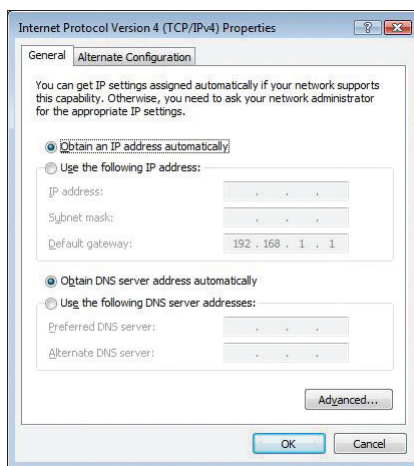 Internet Protocol Version 4 (TCP/IPv4) Properties
General
Alternate Configuration
You can get IP settings assigned automatically if your network supports
this capability. Otherwise, you need to ask your network administrator
for the appropriate IP settings.
Obtain an IP address automatically
Use the following IP address:
IP address:
Subnet mask:
Default gateway:
192 . 168 . 1 . 1
Obtain DNS server address automatically
Use the following DNS server addresses:
Preferred DNS server:
Alternate DNS server:
Advanced...
OK
Cancel